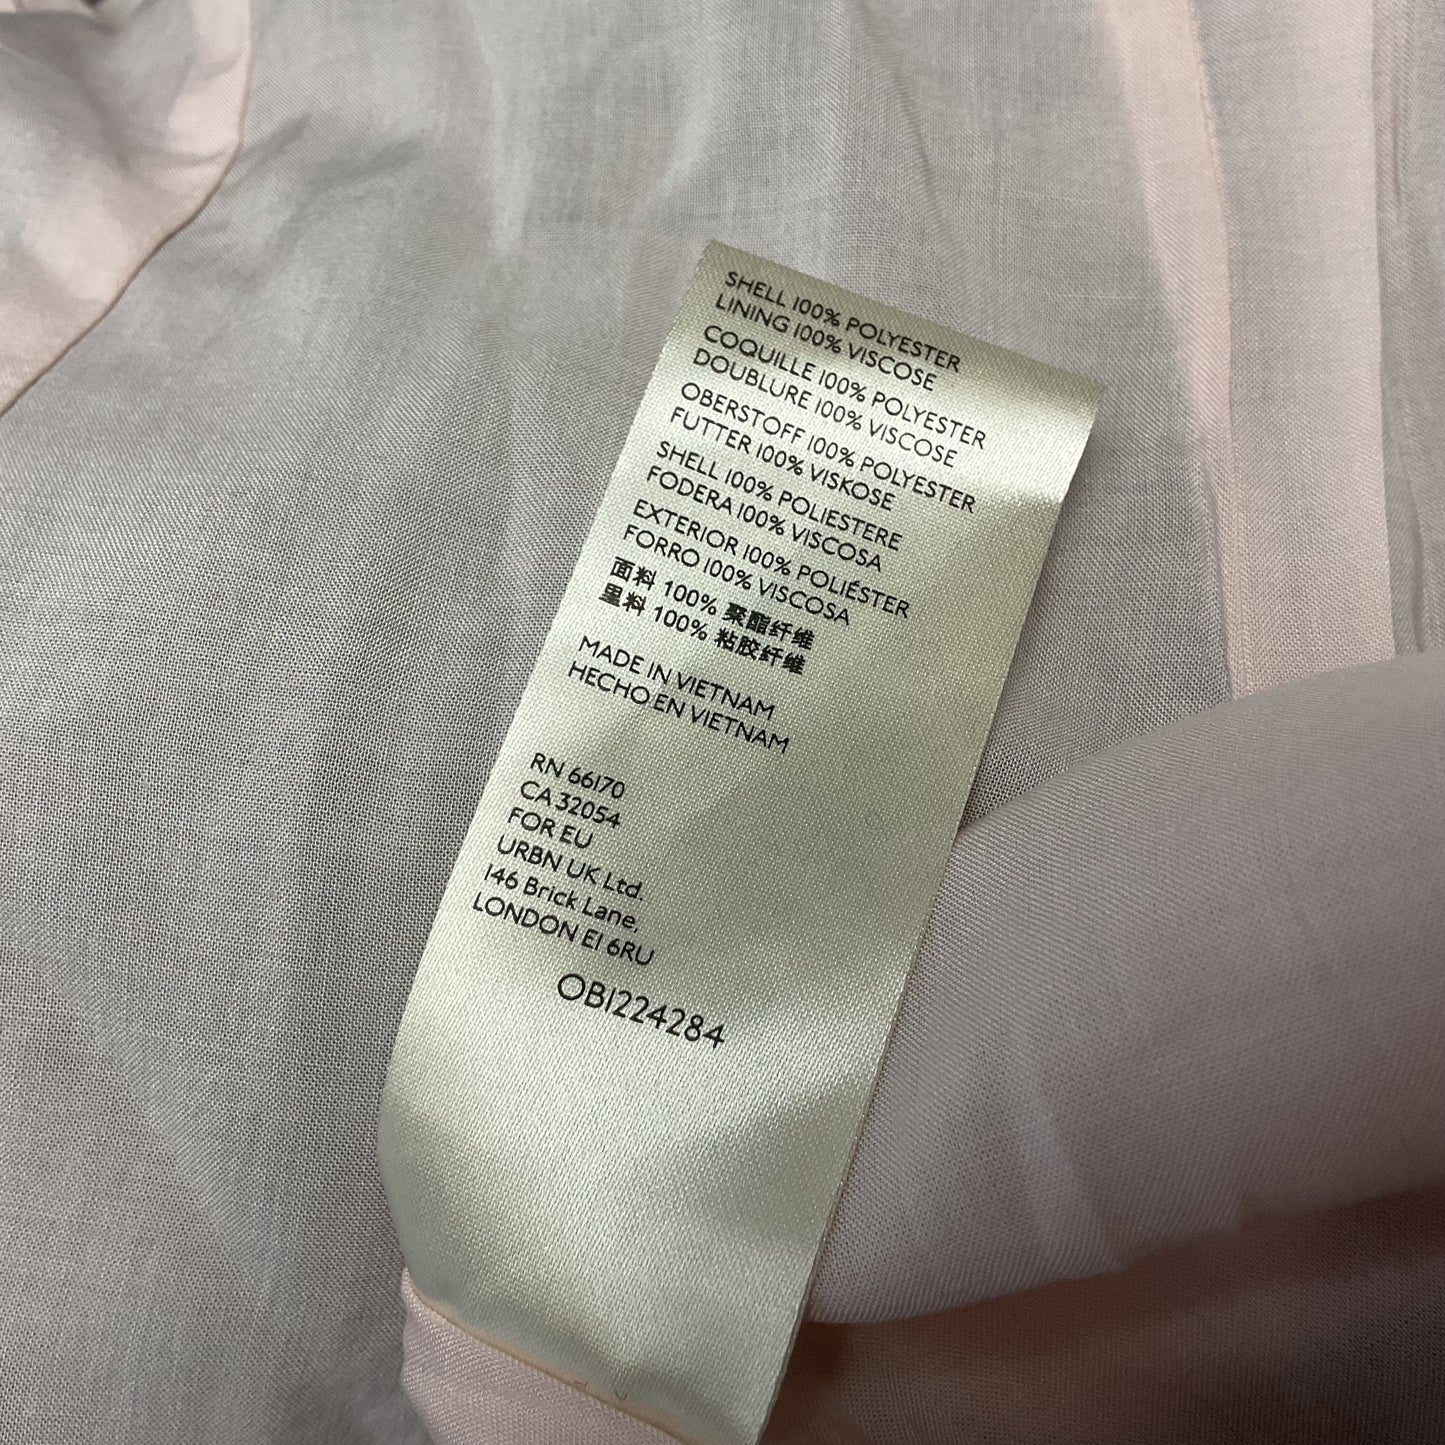 SHELL 100% POLYESTER
LINING 100% VISCOSE
COQUILLE 100% POLYESTER
DOUBLURE 100% VISCOSE
OBERSTOFF 100% POLYESTER
FUTTER 100% VISKOSE
SHELL 100% POLIESTERE
FODERA 100% VISCOSA
EXTERIOR 100% POLIÉSTER
FORRO 100% VISCOSA
面料 100% 聚酯纤维
里料 100% 粘胶纤维
MADE IN VIETNAM
HECHO EN VIETNAM
RN 66170
CA 32054
FOR EU
URBN UK Ltd.
146 Brick Lane,
LONDON E1 6RU
OB1224284